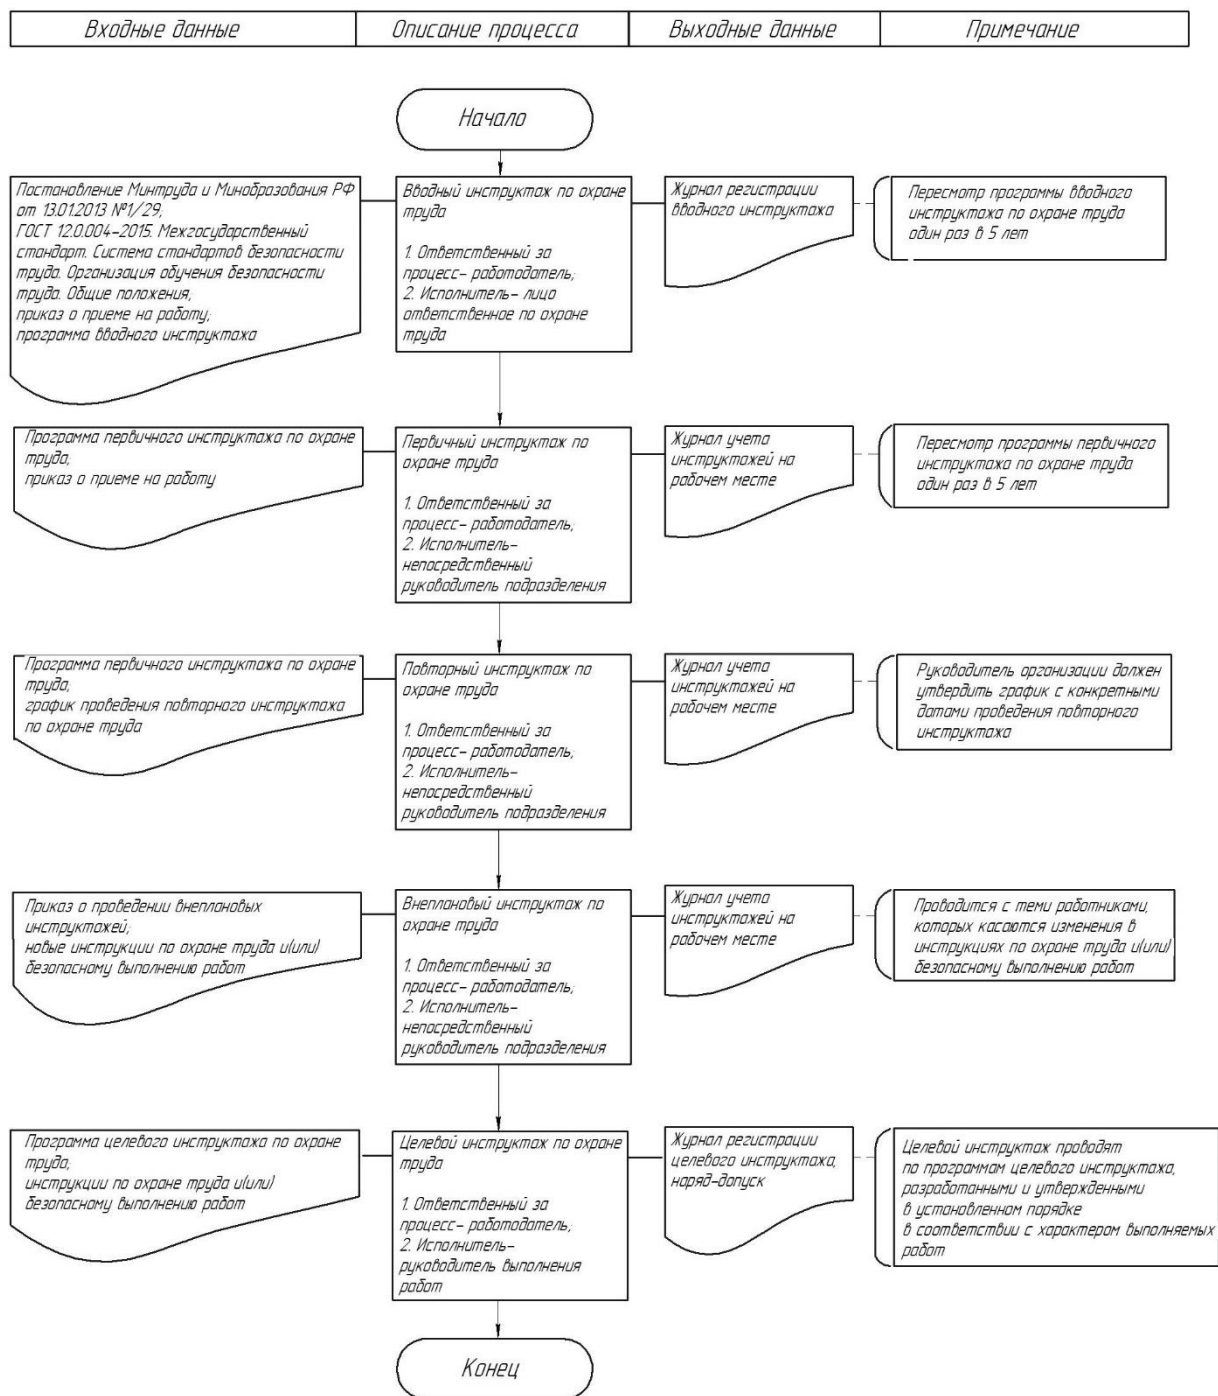 Входные данные
Описание процесса
Выходные данные
Примечание
Начало
Постановление Минтруда и Минобразования РФ
от 13.01.2013 №1/29,
ГОСТ 12.0.004-2015. Межгосударственный
стандарт. Система стандартов безопасности
труда. Организация обучения безопасности
труда. Общие положения,
приказ о приеме на работу;
программа вводного инструктажа
Вводный инструктаж по охране
труда
1. Ответственный за
процесс- работодатель;
2. Исполнитель- лицо
ответственное по охране
труда
Журнал регистрации
вводного инструктажа
Пересмотр программы вводного
инструктажа по охране труда
один раз в 5 лет
Программа первичного инструктажа по охране
труда,
приказ о приеме на работу
Первичный инструктаж по
охране труда
1. Ответственный за
процесс- работодатель;
2. Исполнитель-
непосредственный
руководитель подразделения
Журнал учета
инструктажей на
рабочем месте
Пересмотр программы первичного
инструктажа по охране труда
один раз в 5 лет
Программа первичного инструктажа по охране
труда,
график проведения повторного инструктажа
по охране труда
Повторный инструктаж по
охране труда
1. Ответственный за
процесс- работодатель;
2. Исполнитель-
непосредственный
руководитель подразделения
Журнал учета
инструктажей на
рабочем месте
Руководитель организации должен
утвердить график с конкретными
датами проведения повторного
инструктажа
Приказ о проведении внеплановых
инструктажей,
новые инструкции по охране труда и(или)
безопасному выполнению работ
Внеплановый инструктаж по
охране труда
1. Ответственный за
процесс- работодатель;
2. Исполнитель-
непосредственный
руководитель подразделения
Журнал учета
инструктажей на
рабочем месте
Проводится с теми работниками,
которых касаются изменения в
инструкциях по охране труда и(или)
безопасному выполнению работ
Программа целевого инструктажа по охране
труда,
инструкции по охране труда и(или)
безопасному выполнению работ
Целевой инструктаж по охране
труда
1. Ответственный за
процесс- работодатель;
2. Исполнитель-
руководитель выполнения
работ
Журнал регистрации
целевого инструктажа,
наряд-допуск
Целевой инструктаж проводят
по программам целевого инструктажа,
разработанными и утвержденными
в установленном порядке
в соответствии с характером выполняемых
работ
Конец